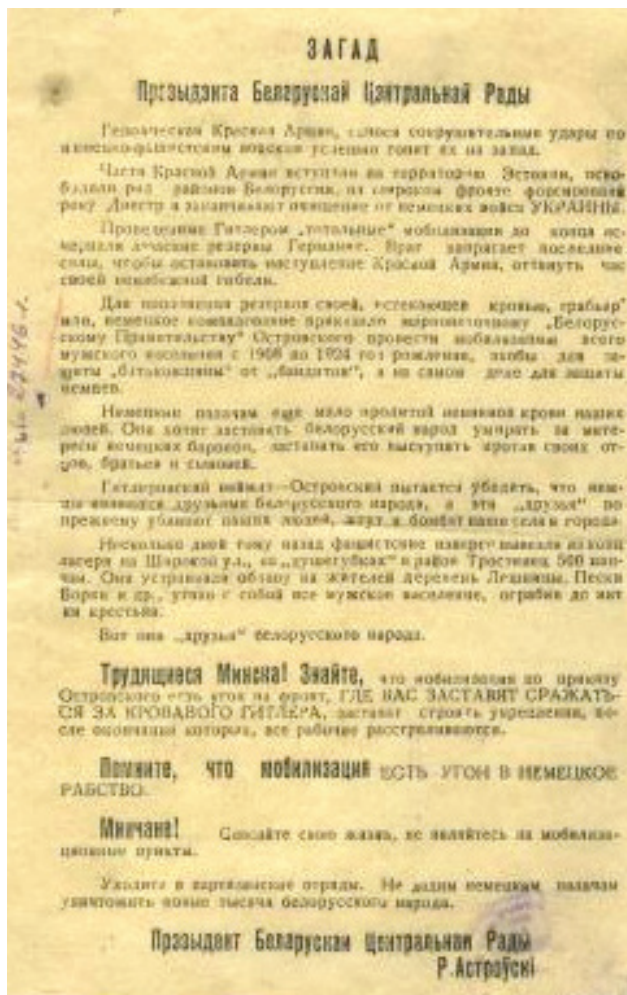 ЗАГАД
Прэзыдэнта Беларускай Цэнтральнай Рады
Героическая Красная Армия, нанося сокрушительные удары по
немецко-фашистским войскам успешно гонит их на запад.
Части Красной Армии вступили на территорию Эстонии, осво-
бодили ряд районов Белоруссии, на широком фронте форсировали
реку Днестр и заканчивают очищение от немецких войск УКРАИНЫ.
Проведенные Гитлером „тотальные“ мобилизации до конца ис-
черпали людские резервы Германии. Враг напрягает последние
силы, чтобы остановить наступление Красной Армии, оттянуть час
своей неизбежной гибели.
Для пополнения резервов своей, истекающей кровью, грабьар
мии, немецкое командование приказало марионеточному „Белорус-
скому Правительству“ Островского провести мобилизацию всего
мужского населения с 1908 до 1924 год рождения, якобы для за-
щиты „батьковщины“ от „бандитов“, а на самом деле для защиты
немцев.
Немецким палачам еще мало пролитой невинной крови наших
людей. Они хотят заставить белорусский народ умирать за инте-
ресы немецких баронов, заставить его выступать против своих от-
цов, братьев и сыновей.
Гитлеровский наймит—Островский пытается убедить, что нем-
цы являются друзьями белорусского народа, а эти „друзья“ по
прежнему убивают наших людей, жгут и бомбят наши села и города
Несколько дней тому назад фашистские изверги вывезли из конц
лагеря на Широкой ул., на „душегубках“ в район Тростянец 500 мин-
чан. Они устраивали облаву на жителей деревень Лешницы, Пески
Борки и др., угнав с собой все мужское население, ограбив до нит
ки крестьян.
Вот они „друзья“ белорусского народа.
Трудящиеся Минска! Знайте, что мобилизация по приказу
Островского есть угон на фронт, ГДЕ ВАС ЗАСТАВЯТ СРАЖАТЬ-
СЯ ЗА КРОВАВОГО ГИТЛЕРА, заставят строить укрепления, по-
сле окончания которых, все рабочие расстреливаются.
Помните, что мобилизация ЕСТЬ УГОН В НЕМЕЦКОЕ
РАБСТВО.
Минчане! Спасайте свою жизнь, не являйтесь на мобилиза-
ционные пункты.
Уходите в партизанские отряды. Не дадим немецким палачам
уничтожить новые тысячи белорусского народа.
Прэзыдент Беларускай Центральнай Рады
Р.Астроўскі